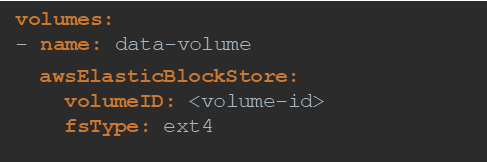 volumes:
- name: data-volume
  awsElasticBlockStore:
    volumeID: <volume-id>
    fsType: ext4